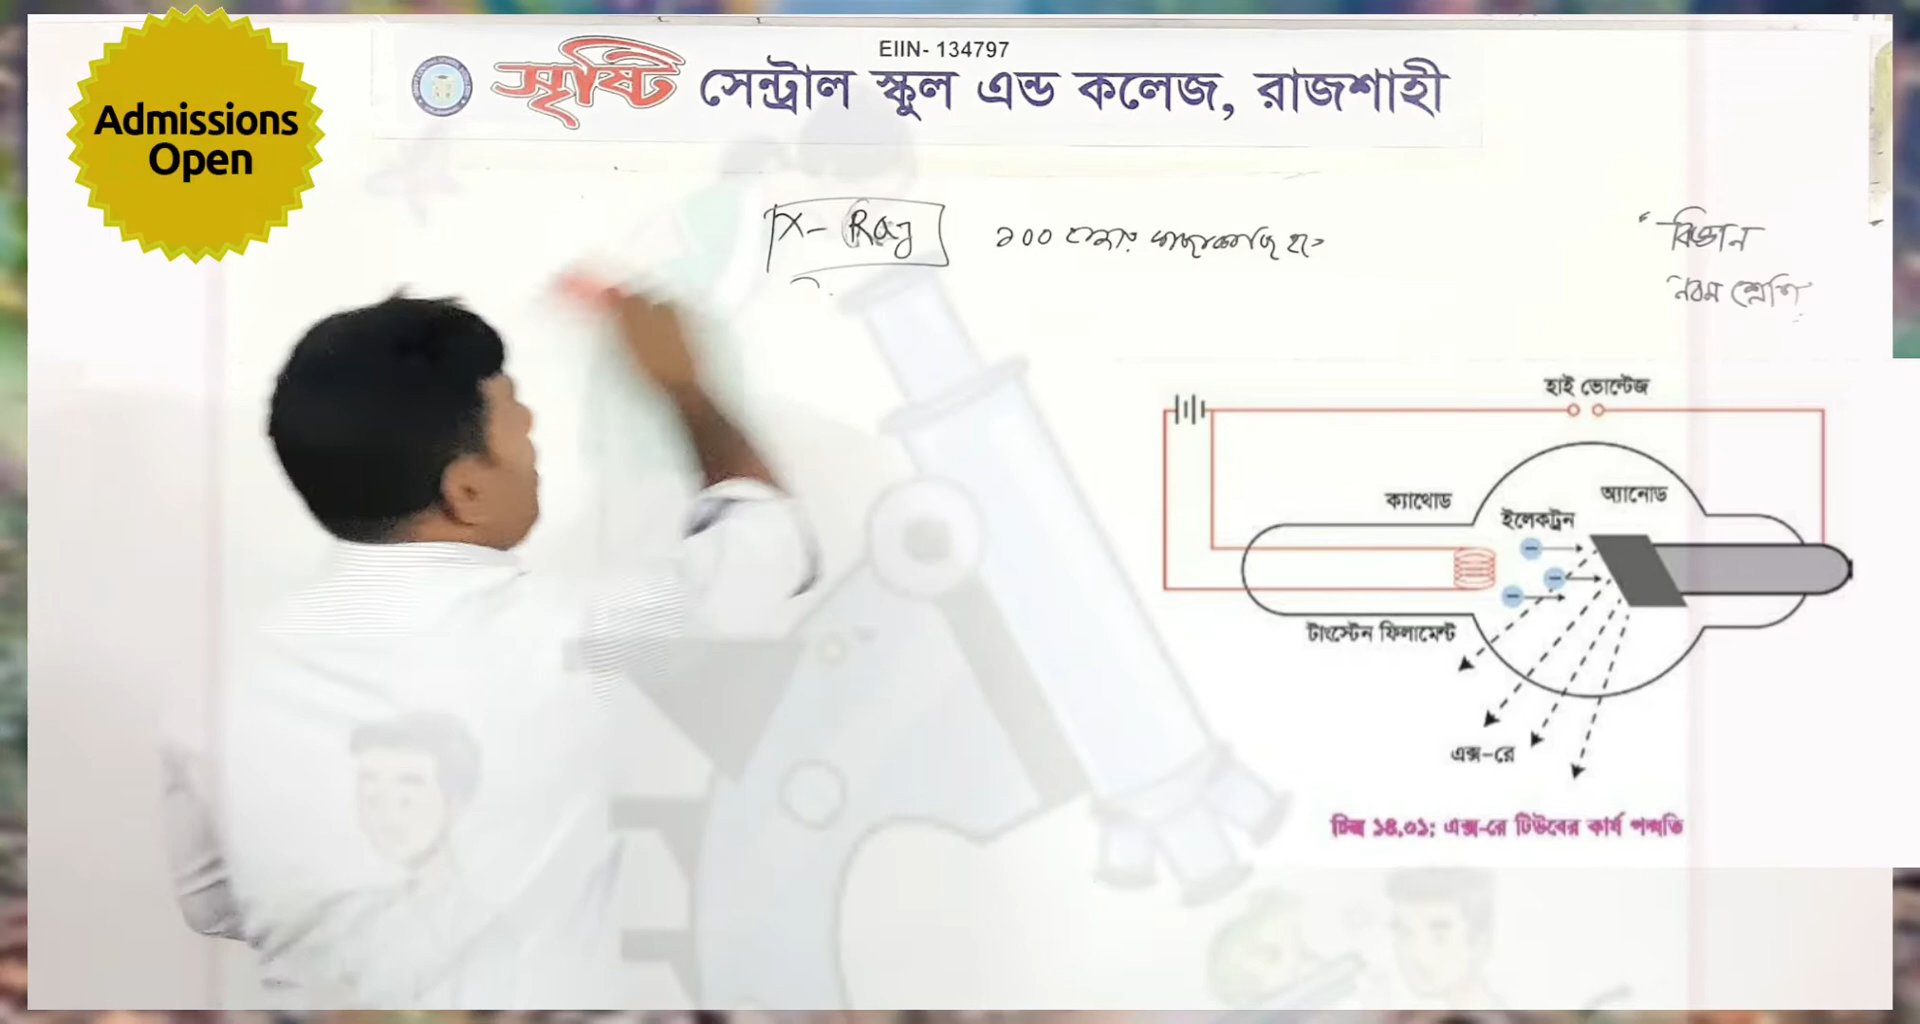 Admissions
Open
EIIN- 134797
সৃষ্টি সেন্ট্রাল স্কুল এন্ড কলেজ, রাজশাহী
X- Ray
১০০
বিজ্ঞান
নবম শ্রেণি
হাই ভোল্টেজ
ক্যাথোড
অ্যানোড
ইলেকট্রন
টাংস্টেন ফিলামেন্ট
এক্স-রে
চিত্র ১৪.০১: এক্স-রে টিউবের কার্য পদ্ধতি